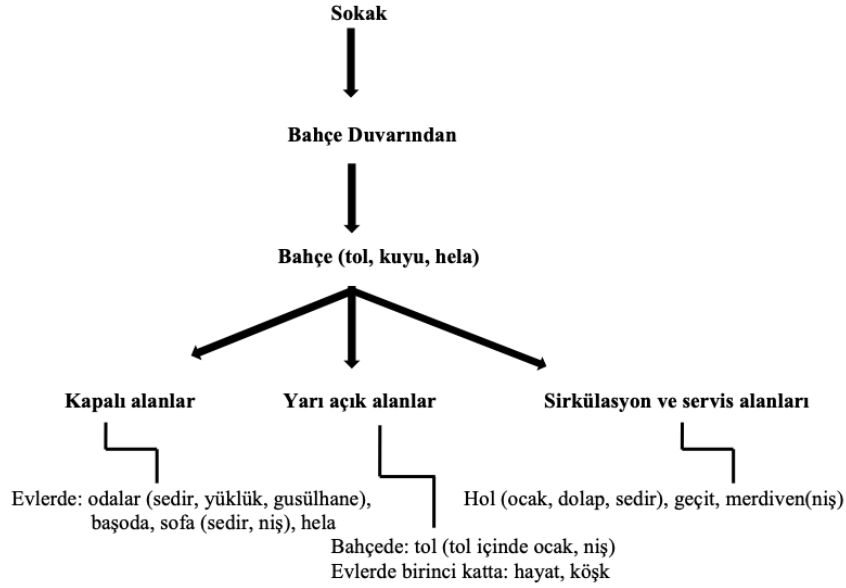 Sokak
Bahçe Duvarından
Bahçe (tol, kuyu, hela)
Kapalı alanlar
Yarı açık alanlar
Sirkülasyon ve servis alanları
Evlerde: odalar (sedir, yüklük, gusülhane),
başoda, sofa (sedir, niş), hela
Hol (ocak, dolap, sedir), geçit, merdiven(niş)
Bahçede: tol (tol içinde ocak, niş)
Evlerde birinci katta: hayat, köşk